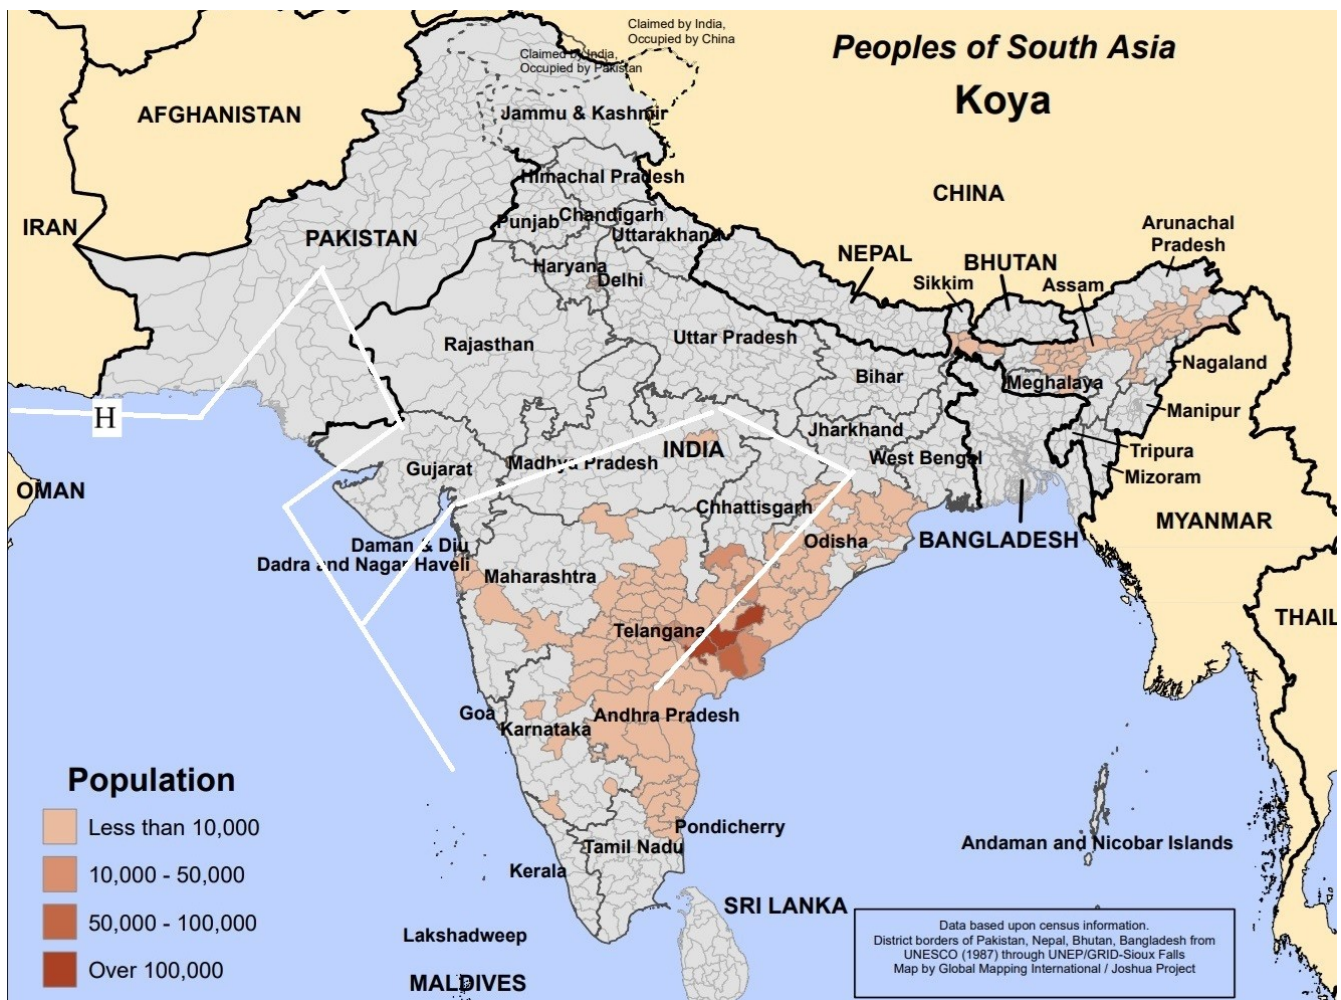 Claimed by India,
Occupied by China
Peoples of South Asia
Koya
Claimed by India,
Occupied by Pakistan
AFGHANISTAN
Jammu & Kashmir
Himachal Pradesh
CHINA
IRAN
Punjab
Chandigarh
Uttarakhand
Arunachal
Pradesh
PAKISTAN
NEPAL
BHUTAN
Haryana
Delhi
Sikkim
Assam
Rajasthan
Uttar Pradesh
Bihar
Meghalaya
Nagaland
H
Manipur
Jharkhand
Gujarat
Madhya Pradesh
INDIA
West Bengal
Tripura
Mizoram
OMAN
Chhattisgarh
MYANMAR
Odisha
BANGLADESH
Daman & Diu
Dadra and Nagar Haveli
Maharashtra
THAIL
Telangana
Goa
Karnataka
Andhra Pradesh
Population
Less than 10,000
10,000 - 50,000
50,000 - 100,000
Over 100,000
Pondicherry
Tamil Nadu
Andaman and Nicobar Islands
Kerala
SRI LANKA
Lakshadweep
MALDIVES
Data based upon census information.
District borders of Pakistan, Nepal, Bhutan, Bangladesh from
UNESCO (1987) through UNEP/GRID-Sioux Falls
Map by Global Mapping International / Joshua Project